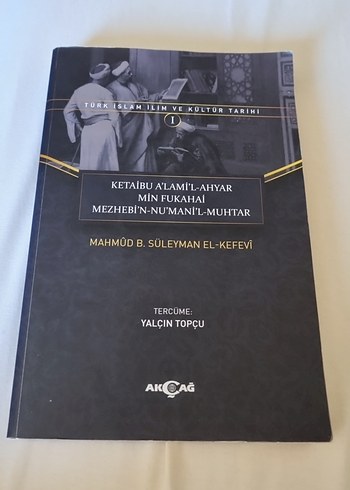 TÜRK İSLAM İLİM VE KÜLTÜR TARİHİ
I
KETAİBU A'LAMİ'L-AHYAR
MİN FUKAHAİ
MEZHEBİ'N-NU'MANİ'L-MUHTAR
MAHMÛD B. SÜLEYMAN EL-KEFEVÎ
TERCÜME:
YALÇIN TOPÇU
AKÇAĞ